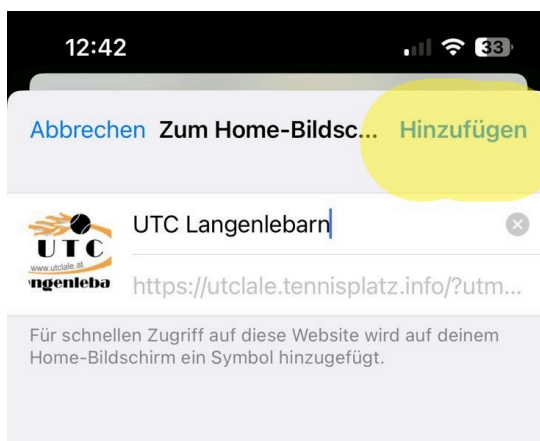 12:42
33
Abbrechen Zum Home-Bildsc... Hinzufügen
UTC Langenlebarn
UTC
www.utclale.at
ngenleba
https://utclale.tennisplatz.info/?utm...
Für schnellen Zugriff auf diese Website wird auf deinem
Home-Bildschirm ein Symbol hinzugefügt.